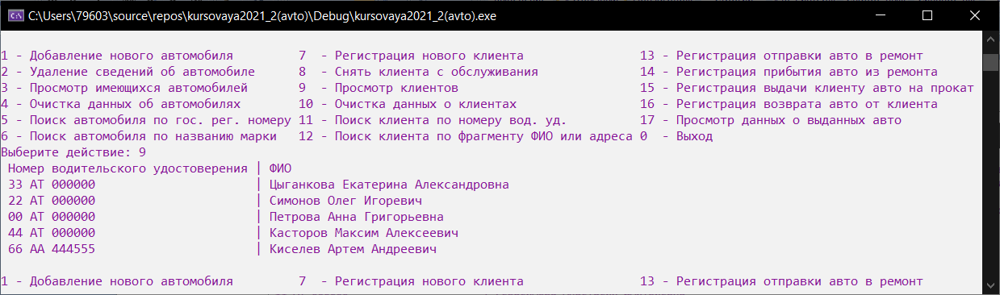 C:\Users\79603\source\repos\kursovaya2021_2(avto)\Debug\kursovaya2021_2(avto).exe
1 - Добавление нового автомобиля 7 - Регистрация нового клиента 13 - Регистрация отправки авто в ремонт
2 - Удаление сведений об автомобиле 8 - Снять клиента с обслуживания 14 - Регистрация прибытия авто из ремонта
3 - Просмотр имеющихся автомобилей 9 - Просмотр клиентов 15 - Регистрация выдачи клиенту авто на прокат
4 - Очистка данных об автомобилях 10 - Очистка данных о клиентах 16 - Регистрация возврата авто от клиента
5 - Поиск автомобиля по гос. рег. номеру 11 - Поиск клиента по номеру вод. уд. 17 - Просмотр данных о выданных авто
6 - Поиск автомобиля по названию марки 12 - Поиск клиента по фрагменту ФИО или адреса 0 - Выход
Выберите действие: 9
Номер водительского удостоверения | ФИО
33 АТ 000000 | Цыганкова Екатерина Александровна
22 АТ 000000 | Симонов Олег Игоревич
00 АТ 000000 | Петрова Анна Григорьевна
44 АТ 000000 | Касторов Максим Алексеевич
66 АА 444555 | Киселев Артем Андреевич
1 - Добавление нового автомобиля 7 - Регистрация нового клиента 13 - Регистрация отправки авто в ремонт